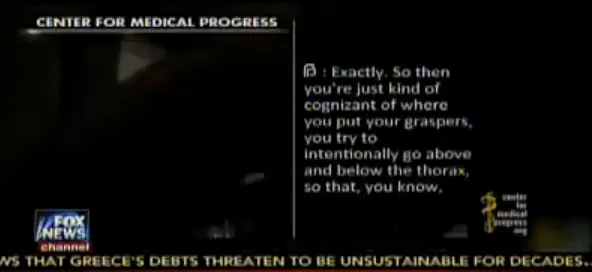 CENTER FOR MEDICAL PROGRESS
: Exactly. So then
you're just kind of
cognizant of where
you put your graspers,
you try to
intentionally go above
and below the thorax,
so that, you know,
center
for
medical
progress
.org
FOX
NEWS
channel
WS THAT GREECE'S DEBTS THREATEN TO BE UNSUSTAINABLE FOR DECADES..